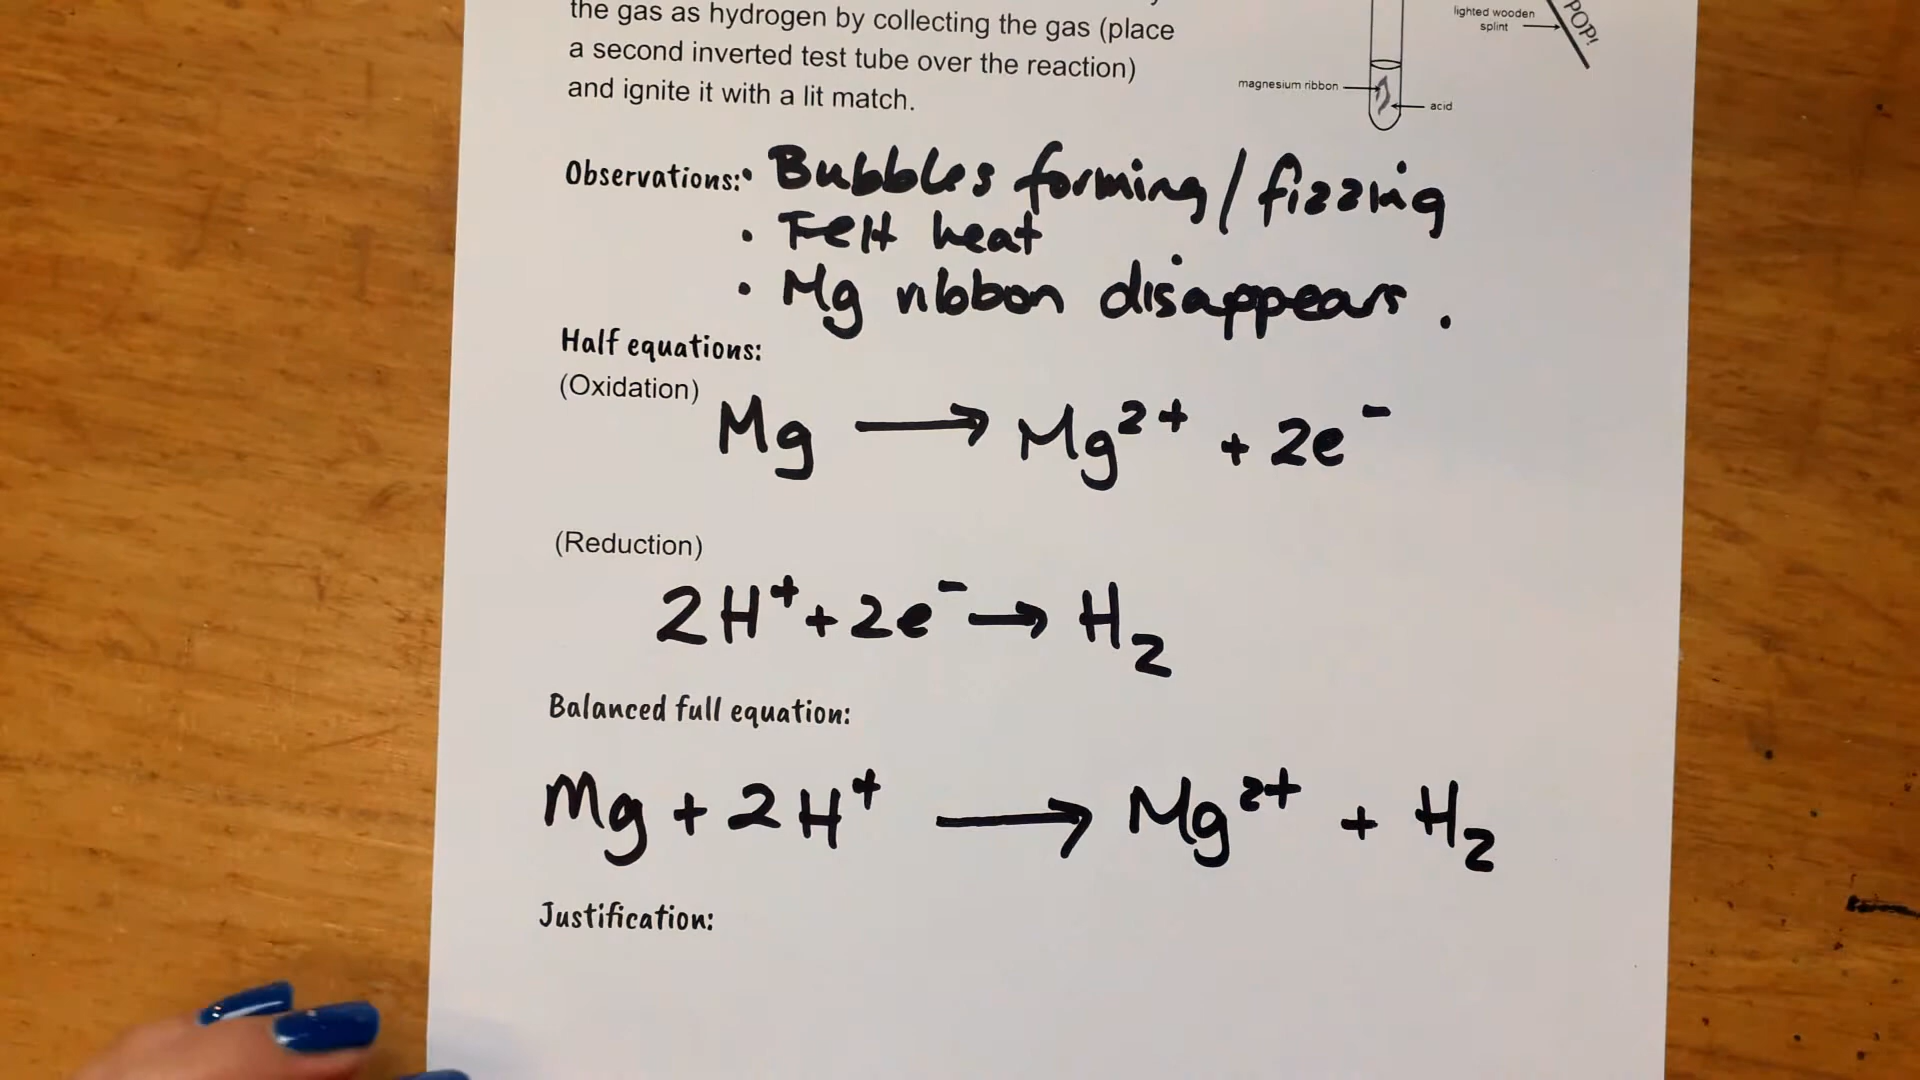 the gas as hydrogen by collecting the gas (place
a second inverted test tube over the reaction)
and ignite it with a lit match.
lighted wooden
splint
POP!
magnesium ribbon
acid
Observations: • Bubbles forming / fizzing
• Felt heat
• Mg ribbon disappears.
Half equations:
(Oxidation)
Mg → Mg²⁺ + 2e⁻
(Reduction)
2H⁺ + 2e⁻ → H₂
Balanced full equation:
Mg + 2H⁺ → Mg²⁺ + H₂
Justification: